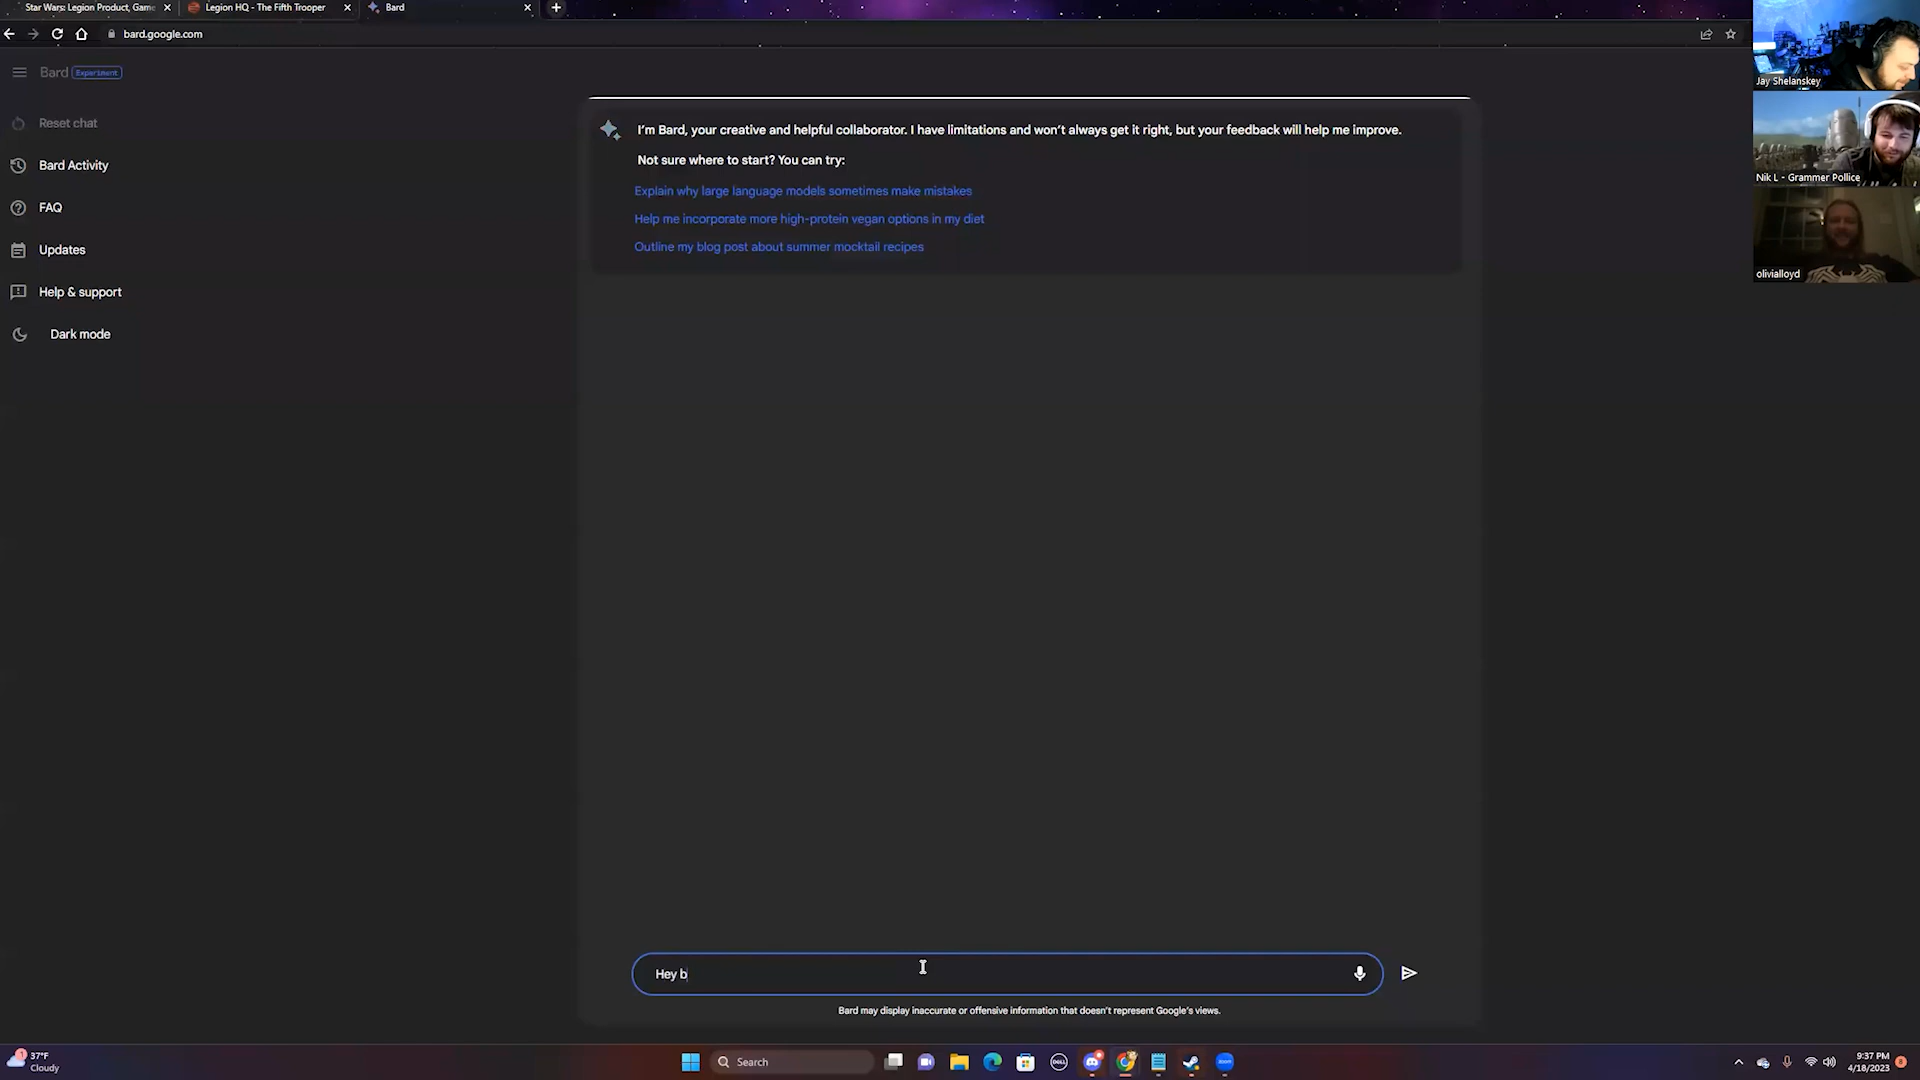 Star Wars: Legion Product, Game
Legion HQ - The Fifth Trooper
Bard
bard.google.com
Bard Experiment
Reset chat
Bard Activity
FAQ
Updates
Help & support
Dark mode
I'm Bard, your creative and helpful collaborator. I have limitations and won't always get it right, but your feedback will help me improve.
Not sure where to start? You can try:
Explain why large language models sometimes make mistakes
Help me incorporate more high-protein vegan options in my diet
Outline my blog post about summer mocktail recipes
Hey b
Bard may display inaccurate or offensive information that doesn't represent Google's views.
Jay Shelanskey
Nik L - Grammer Pollice
olivialloyd
1
37°F
Cloudy
Search
DELL
zoom
9:37 PM
4/18/2023
8